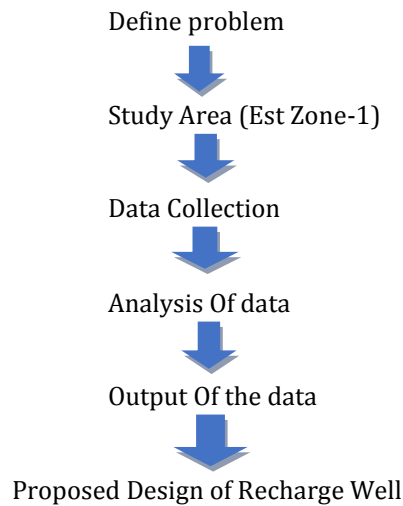 Define problem
Study Area (Est Zone-1)
Data Collection
Analysis Of data
Output Of the data
Proposed Design of Recharge Well